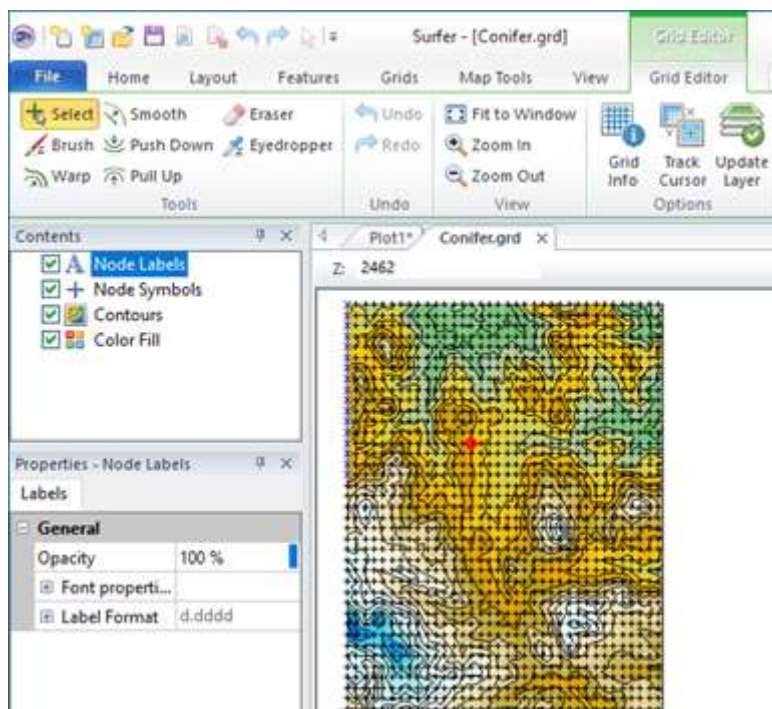 Surfer - [Conifer.grd]
Grid Editor
File Home Layout Features Grids Map Tools View Grid Editor
Select Smooth Eraser Undo Fit to Window
Brush Push Down Eyedropper Redo Zoom In
Warp Pull Up Zoom Out
Grid Info Track Cursor Update Layer
Tools Undo View Options
Contents
Plot1* Conifer.grd
Z: 2462
Node Labels
Node Symbols
Contours
Color Fill
Properties - Node Labels
Labels
General
Opacity 100 %
Font properti...
Label Format d.dddd